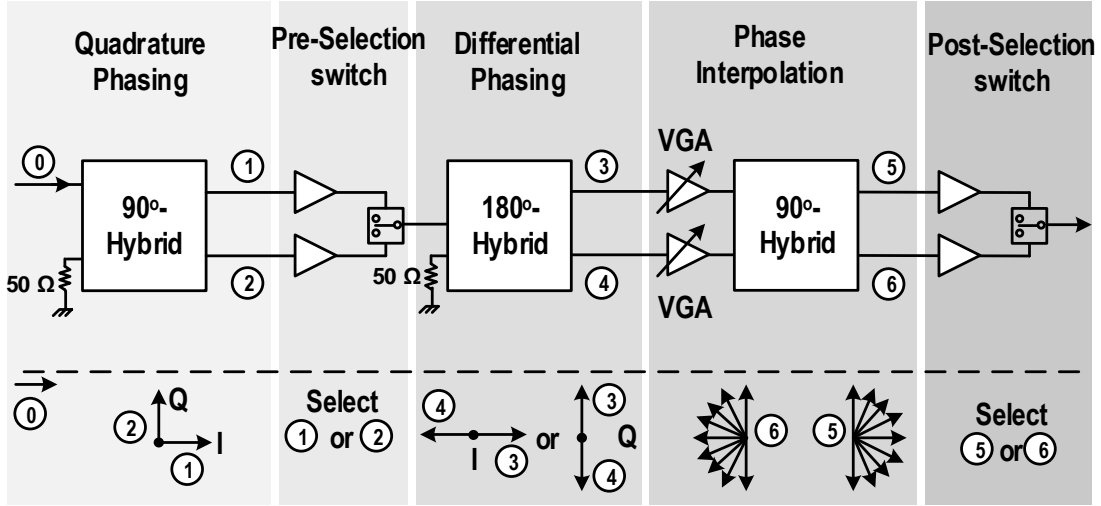 Quadrature
Phasing
Pre-Selection
switch
Differential
Phasing
Phase
Interpolation
Post-Selection
switch
0
90o-
Hybrid
50 Ω
1
2
180o-
Hybrid
50 Ω
3
4
VGA
VGA
90o-
Hybrid
5
6
0
2 Q
1 I
Select
1 or 2
4
I 3
or
3
Q
4
6
5
Select
5 or 6